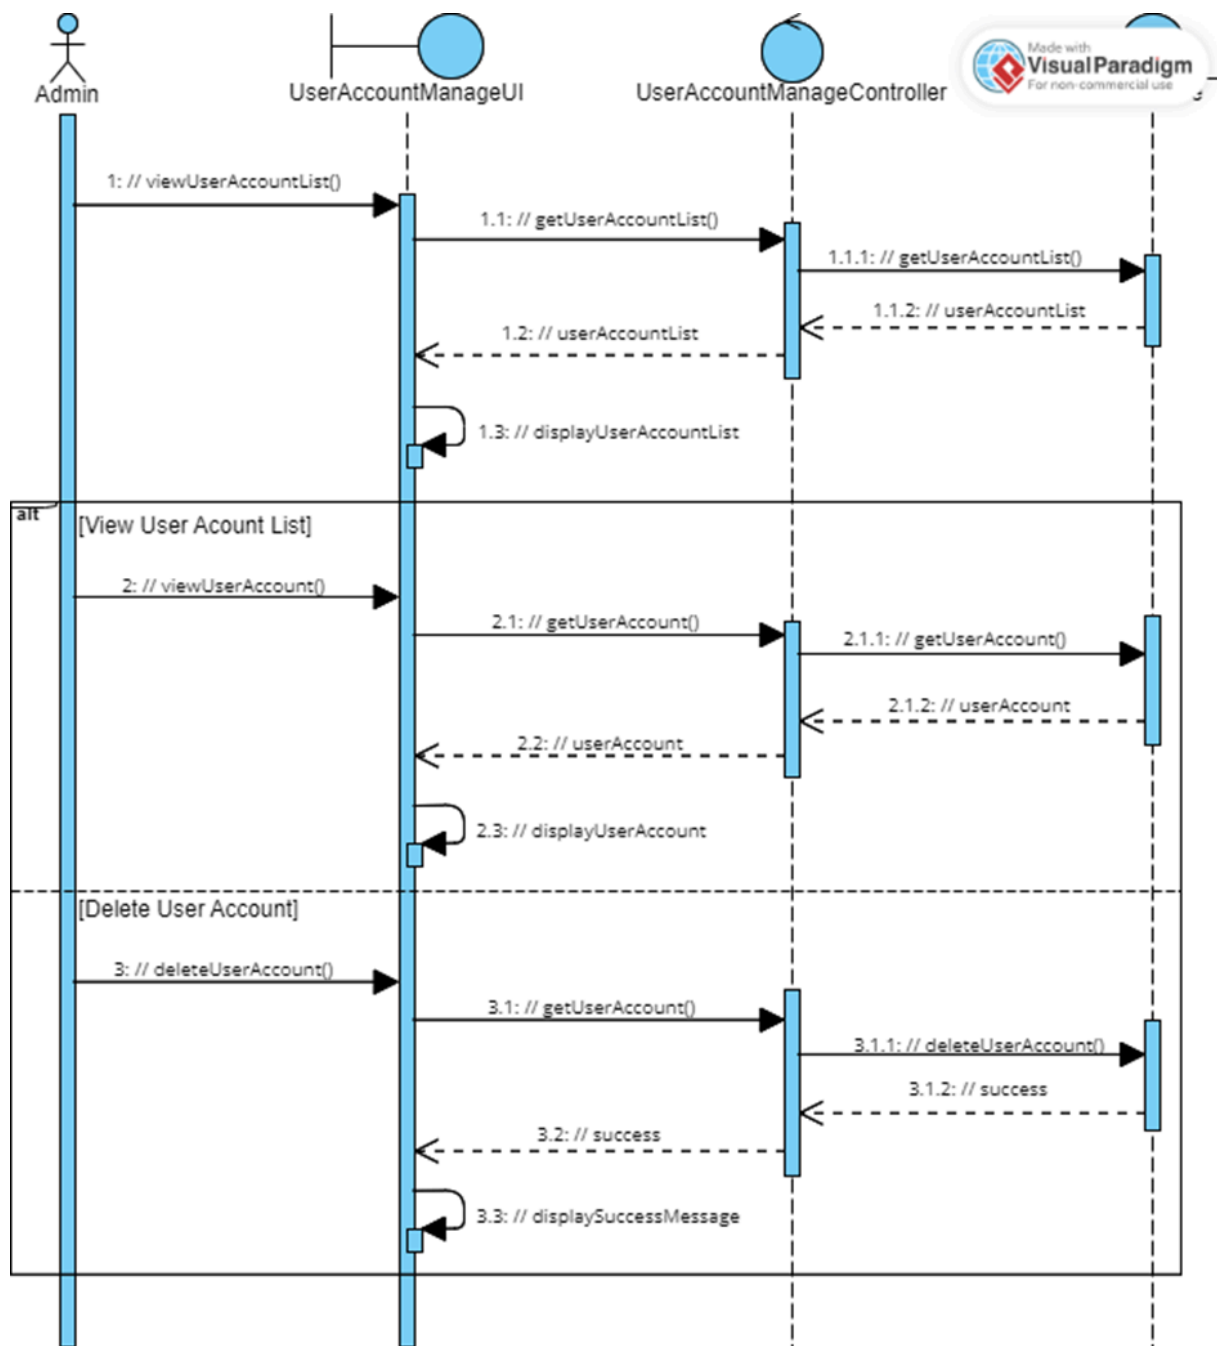 Made with
Visual Paradigm
For non-commercial use
Admin
UserAccountManageUI
UserAccountManageController
1: // viewUserAccountList()
1.1: // getUserAccountList()
1.1.1: // getUserAccountList()
1.1.2: // userAccountList
1.2: // userAccountList
1.3: // displayUserAccountList
alt
[View User Acount List]
2: // viewUserAccount()
2.1: // getUserAccount()
2.1.1: // getUserAccount()
2.1.2: // userAccount
2.2: // userAccount
2.3: // displayUserAccount
[Delete User Account]
3: // deleteUserAccount()
3.1: // getUserAccount()
3.1.1: // deleteUserAccount()
3.1.2: // success
3.2: // success
3.3: // displaySuccessMessage